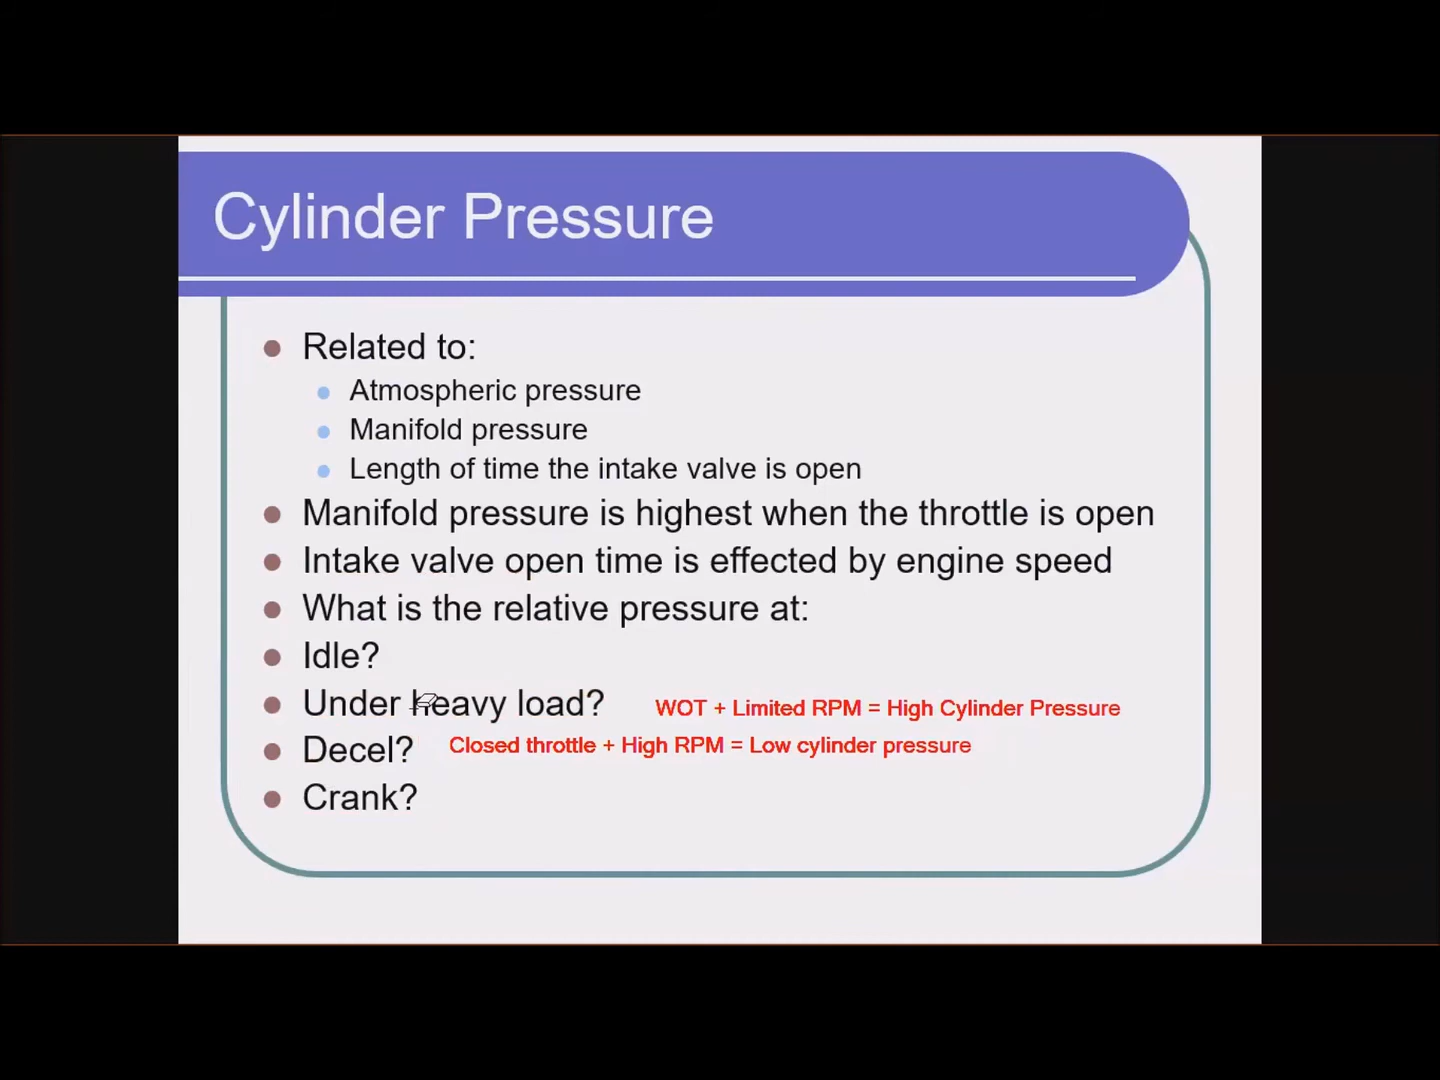 Cylinder Pressure
Related to:
Atmospheric pressure
Manifold pressure
Length of time the intake valve is open
Manifold pressure is highest when the throttle is open
Intake valve open time is effected by engine speed
What is the relative pressure at:
Idle?
Under heavy load? WOT + Limited RPM = High Cylinder Pressure
Decel? Closed throttle + High RPM = Low cylinder pressure
Crank?